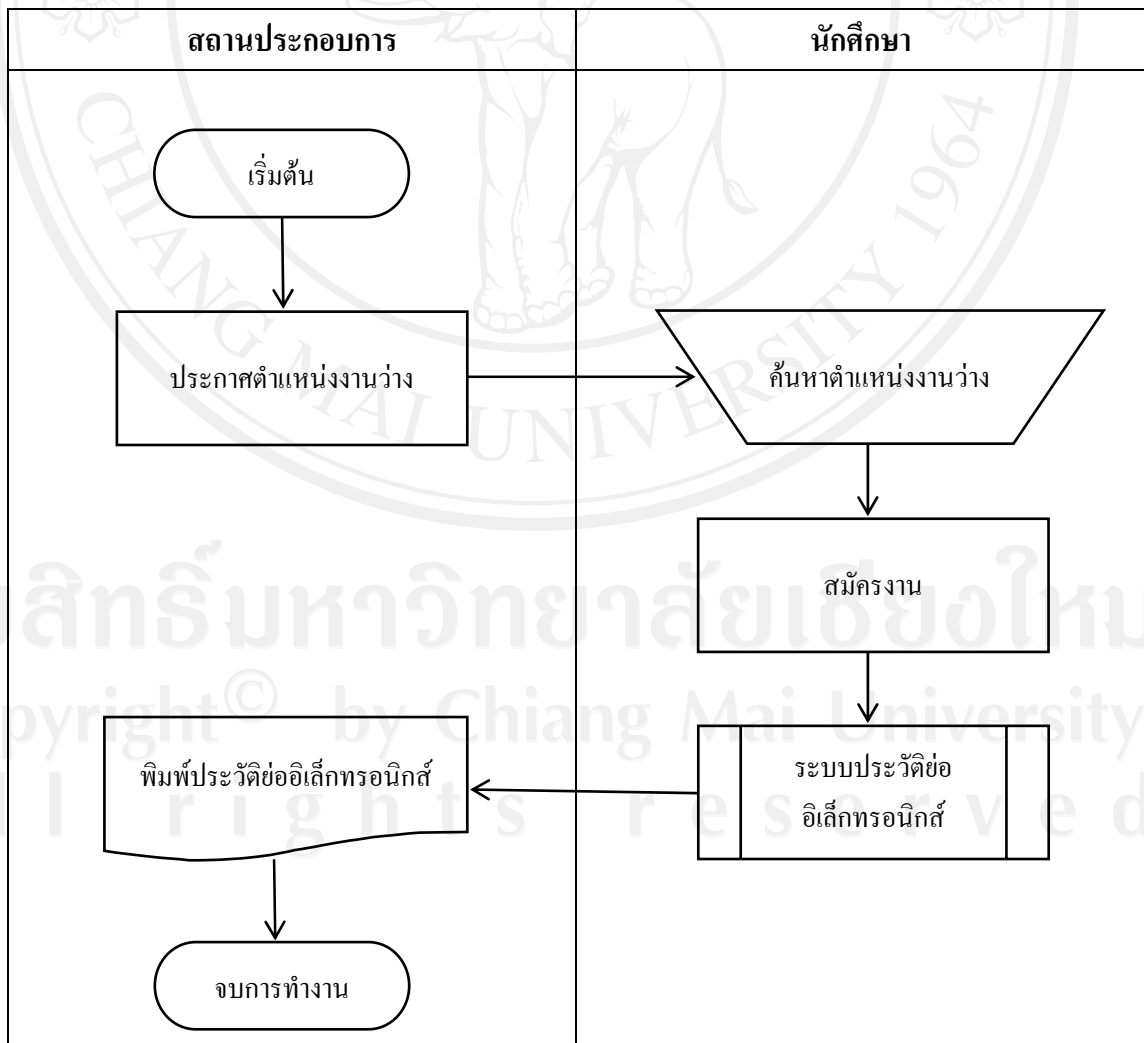 สถานประกอบการ
นักศึกษา
เริ่มต้น
ประกาศตำแหน่งงานว่าง
ค้นหาตำแหน่งงานว่าง
สมัครงาน
ระบบประวัติย่อ
อิเล็กทรอนิกส์
พิมพ์ประวัติย่ออิเล็กทรอนิกส์
จบการทำงาน
CHIANG MAI UNIVERSITY 1964
สิทธิ์มหาวิทยาลัยเชียงใหม
pyright© by Chiang Mai University
l rights reserved